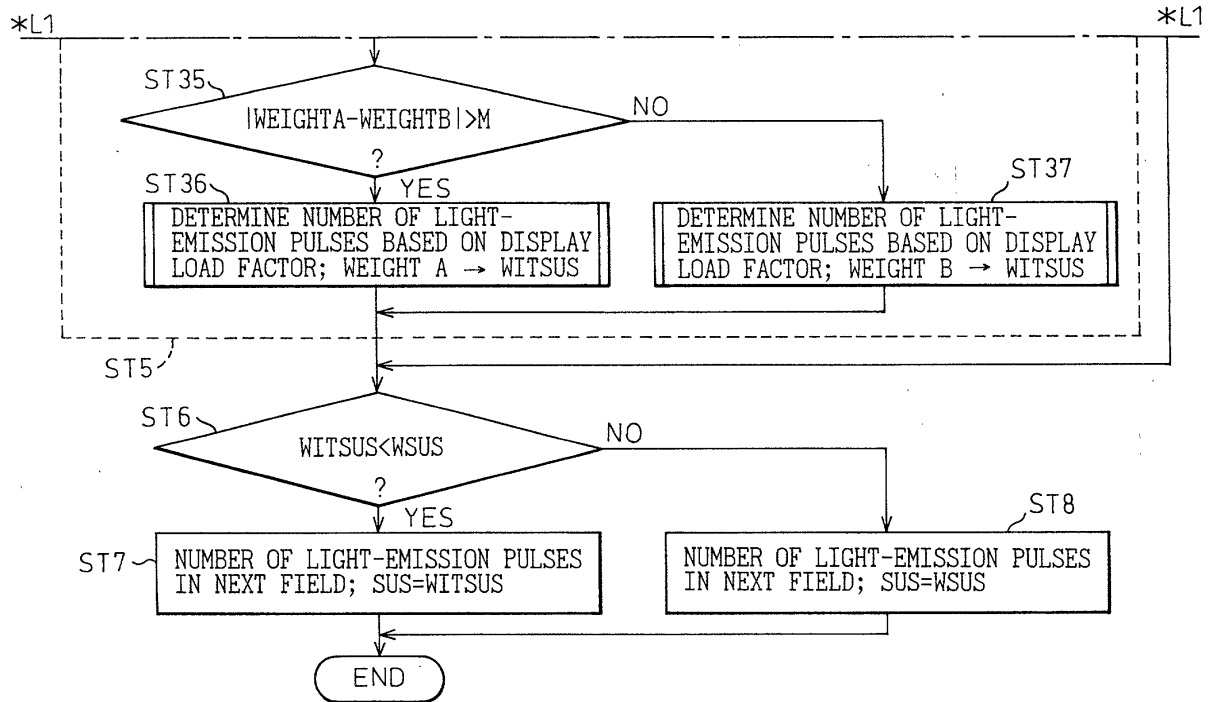 *L1
*L1
ST35
|WEIGHTA-WEIGHTB|>M
?
NO
YES
ST36
DETERMINE NUMBER OF LIGHT-
EMISSION PULSES BASED ON DISPLAY
LOAD FACTOR; WEIGHT A → WITSUS
ST37
DETERMINE NUMBER OF LIGHT-
EMISSION PULSES BASED ON DISPLAY
LOAD FACTOR; WEIGHT B → WITSUS
ST5
ST6
WITSUS<WSUS
?
NO
YES
ST7
NUMBER OF LIGHT-EMISSION PULSES
IN NEXT FIELD; SUS=WITSUS
ST8
NUMBER OF LIGHT-EMISSION PULSES
IN NEXT FIELD; SUS=WSUS
END